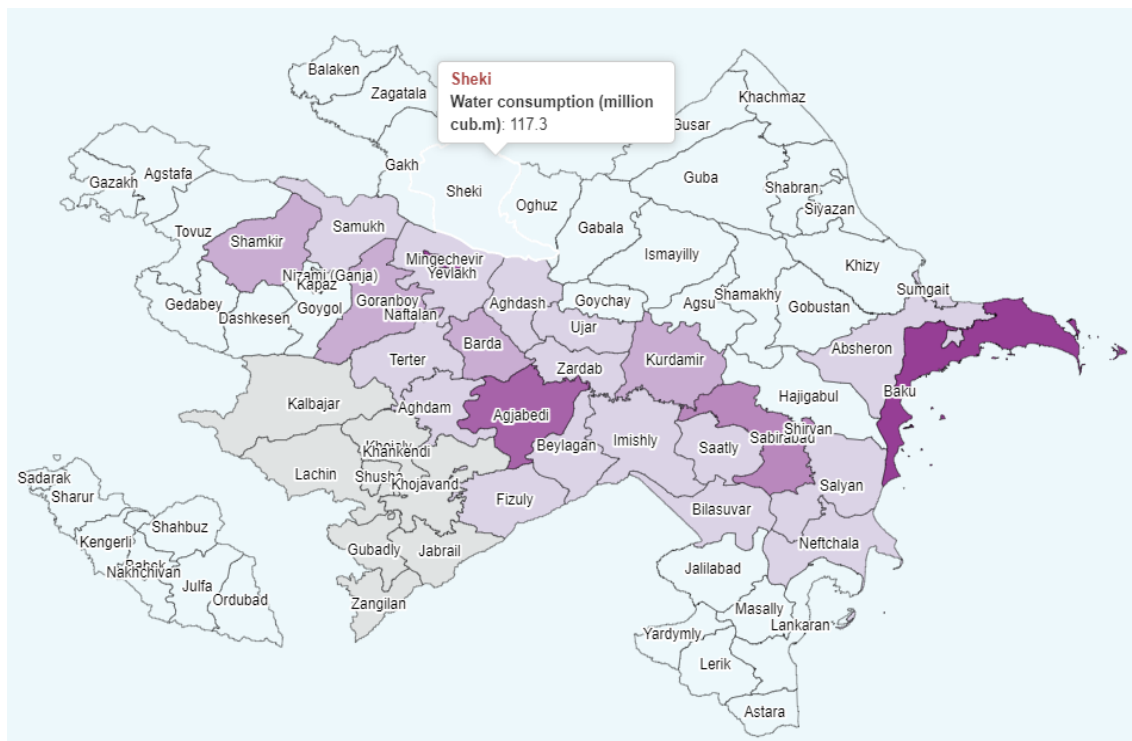 Balaken
Zagatala
Sheki
Water consumption (million
cub.m): 117.3
Khachmaz
Gusar
Gakh
Agstafa
Gazakh
Sheki
Oghuz
Guba
Shabran
Siyazan
Tovuz
Shamkir
Samukh
Gabala
Ismayilly
Khizy
Mingechevir
Yevlakh
Nizami (Ganja)
Kapaz
Goygol
Goranboy
Naftalan
Gedabey
Dashkesen
Aghdash
Goychay
Agsu
Shamakhy
Gobustan
Sumgait
Ujar
Absheron
Barda
Terter
Zardab
Kurdamir
Hajigabul
Baku
Kalbajar
Aghdam
Agjabedi
Beylagan
Imishly
Saatly
Sabirabad
Shirvan
Khojaly
Khankendi
Lachin
Shusha
Khojavand
Fizuly
Bilasuvar
Salyan
Sadarak
Sharur
Shahbuz
Kengerli
Babek
Nakhchivan
Julfa
Ordubad
Gubadly
Jabrail
Zangilan
Neftchala
Jalilabad
Masally
Lankaran
Yardymly
Lerik
Astara